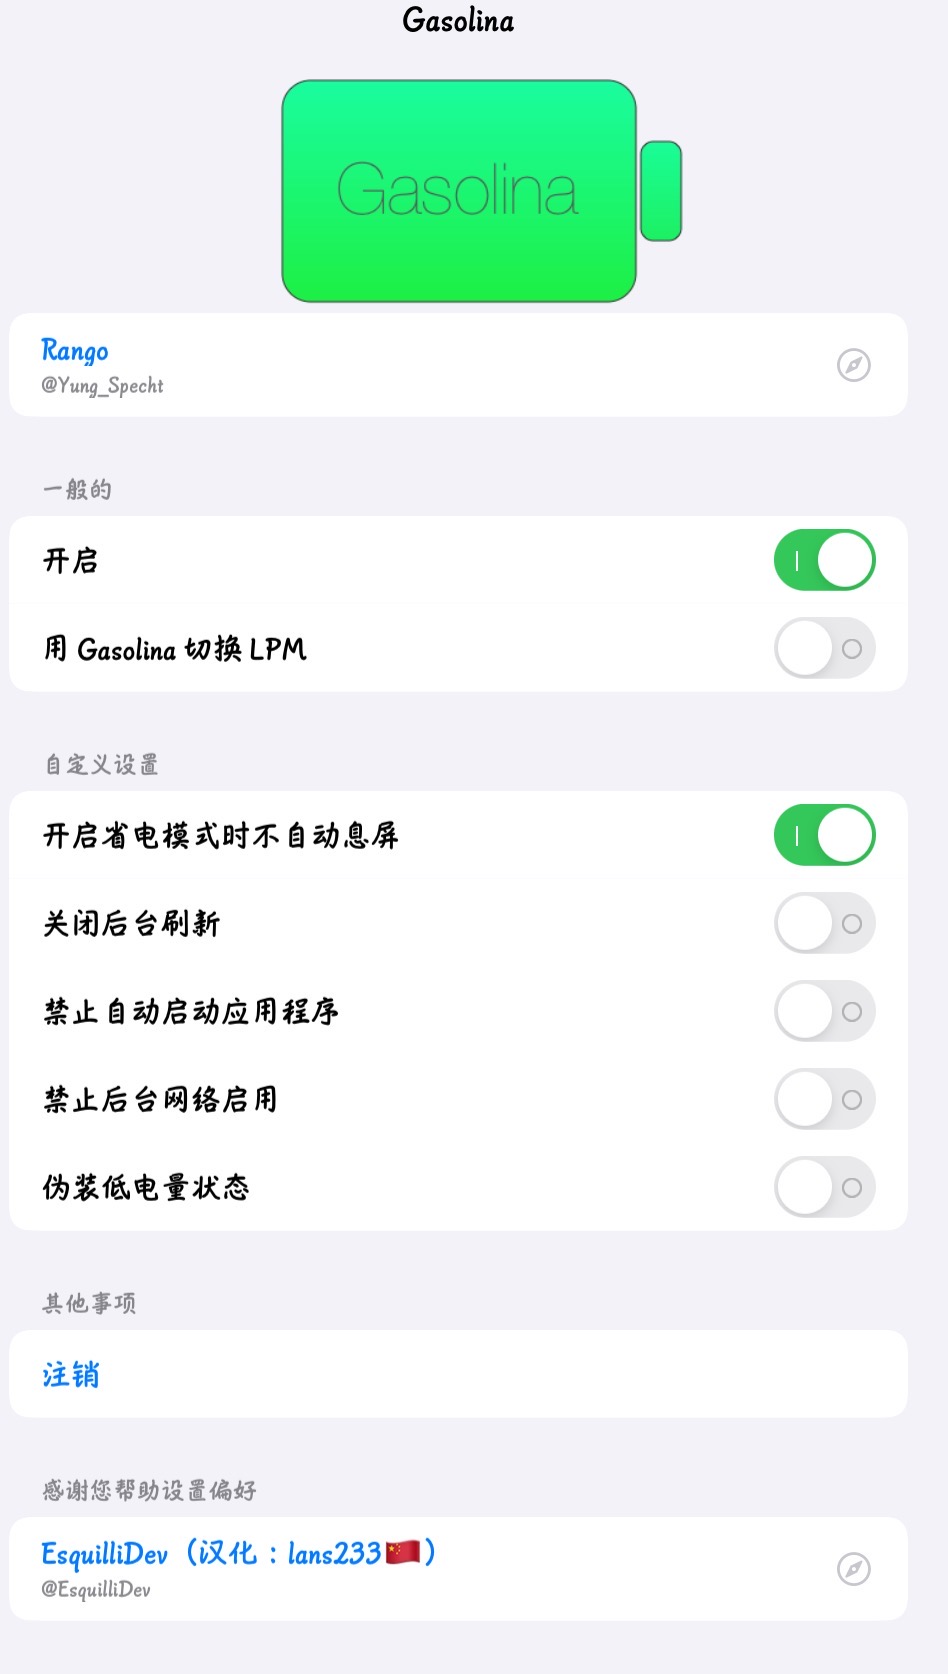 Gasolina
Gasolina
Rango
@Yung_Specht
一般的
开启
用 Gasolina 切换 LPM
自定义设置
开启省电模式时不自动息屏
关闭后台刷新
禁止自动启动应用程序
禁止后台网络启用
伪装低电量状态
其他事项
注销
感谢您帮助设置偏好
EsquilliDev（汉化：lans233🇨🇳）
@EsquilliDev